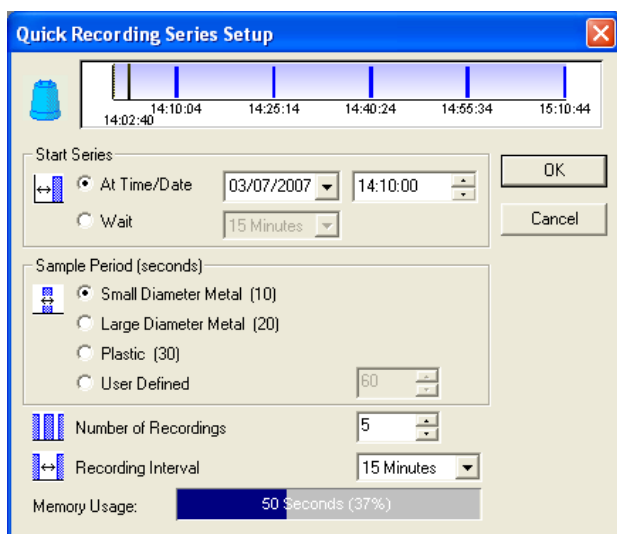 Quick Recording Series Setup
14:02:40
14:10:04 14:25:14 14:40:24 14:55:34 15:10:44
Start Series
At Time/Date 03/07/2007 14:10:00
Wait 15 Minutes
OK
Cancel
Sample Period (seconds)
Small Diameter Metal (10)
Large Diameter Metal (20)
Plastic (30)
User Defined 60
Number of Recordings 5
Recording Interval 15 Minutes
Memory Usage: 50 Seconds (37%)